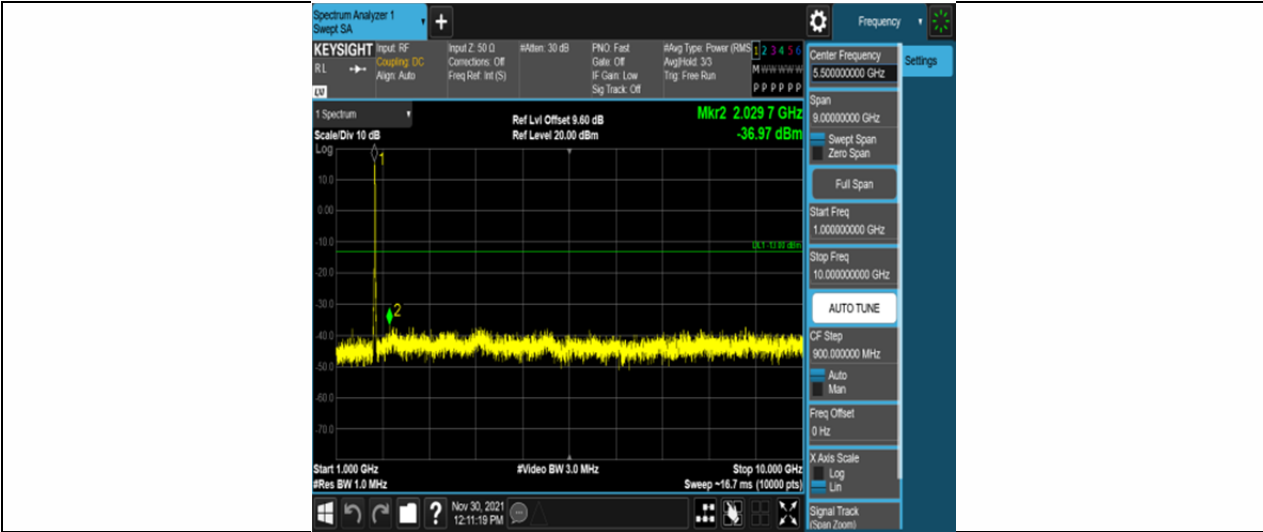 Spectrum Analyzer 1
Swept SA
+
Frequency
KEYSIGHT
RL
LV
Input: RF
Coupling: DC
Align: Auto
Input Z: 50 Ω
Corrections: Off
Freq Ref: Int (S)
#Atten: 30 dB
PNO: Fast
Gate: Off
IF Gain: Low
Sig Track: Off
#Avg Type: Power (RMS
Avg|Hold: 3/3
Trig: Free Run
1 2 3 4 5 6
M W W W W W
P P P P P P
1 Spectrum
Scale/Div 10 dB
Ref Lvl Offset 9.60 dB
Ref Level 20.00 dBm
Mkr2 2.029 7 GHz
-36.97 dBm
Log
1
10.0
0.00
-10.0
DL1 -13.00 dBm
-20.0
-30.0
2
-40.0
-50.0
-60.0
-70.0
Start 1.000 GHz
#Res BW 1.0 MHz
#Video BW 3.0 MHz
Stop 10.000 GHz
Sweep ~16.7 ms (10000 pts)
?
Nov 30, 2021
12:11:19 PM
Center Frequency
5.500000000 GHz
Settings
Span
9.00000000 GHz
Swept Span
Zero Span
Full Span
Start Freq
1.000000000 GHz
Stop Freq
10.000000000 GHz
AUTO TUNE
CF Step
900.000000 MHz
Auto
Man
Freq Offset
0 Hz
X Axis Scale
Log
Lin
Signal Track
(Span Zoom)